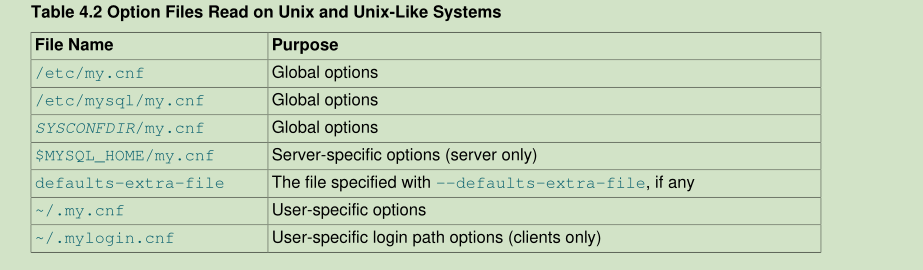 Table 4.2 Option Files Read on Unix and Unix-Like Systems
File Name Purpose
/etc/my.cnf Global options
/etc/mysql/my.cnf Global options
SYSCONFDIR/my.cnf Global options
$MYSQL_HOME/my.cnf Server-specific options (server only)
defaults-extra-file The file specified with --defaults-extra-file, if any
~/.my.cnf User-specific options
~/.mylogin.cnf User-specific login path options (clients only)